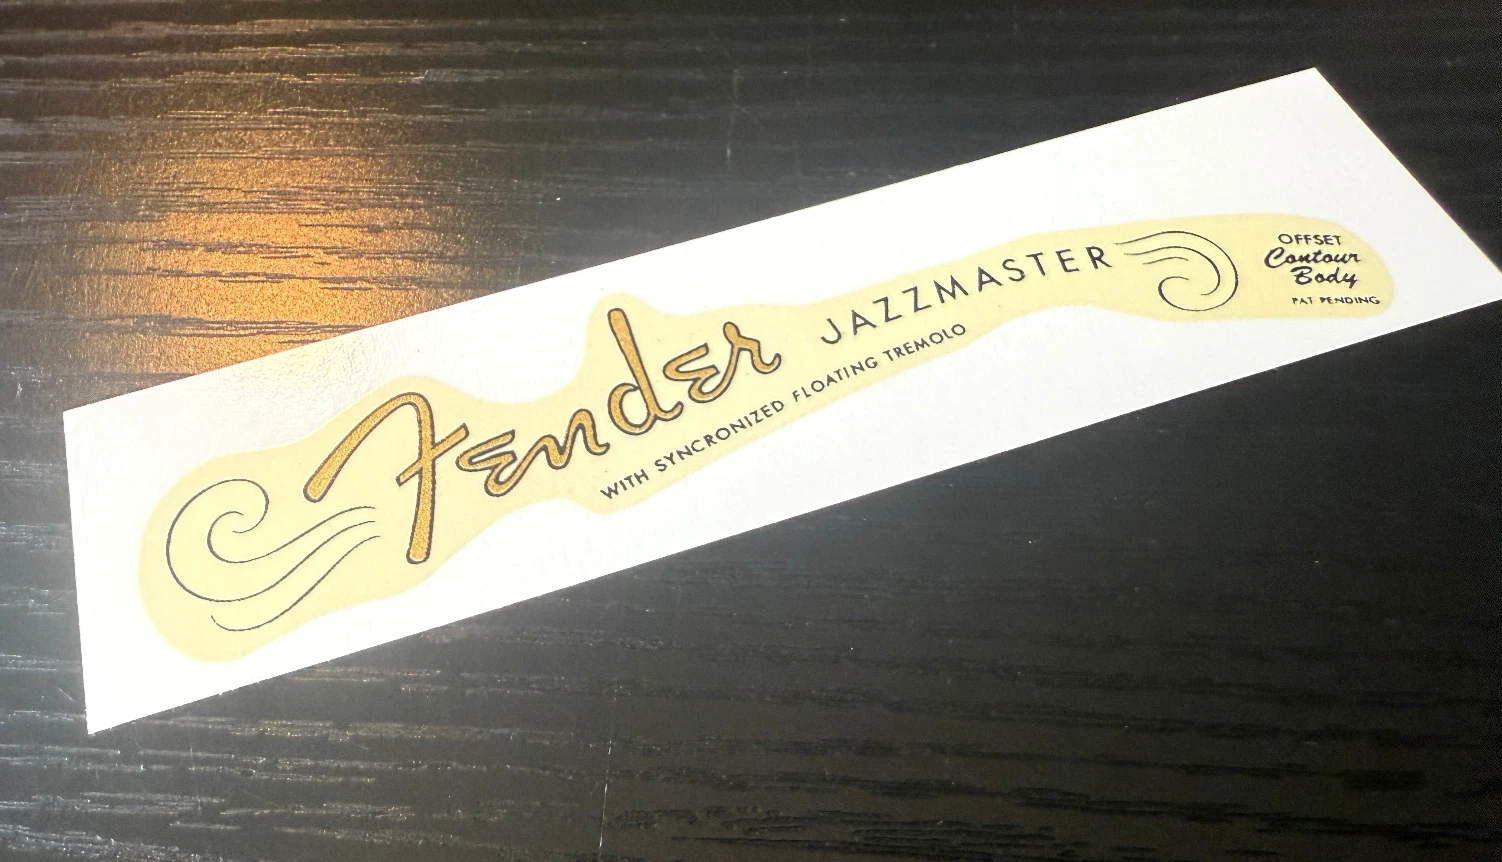 Fender JAZZMASTER
WITH SYNCRONIZED FLOATING TREMOLO
OFFSET
Contour
Body
PAT PENDING